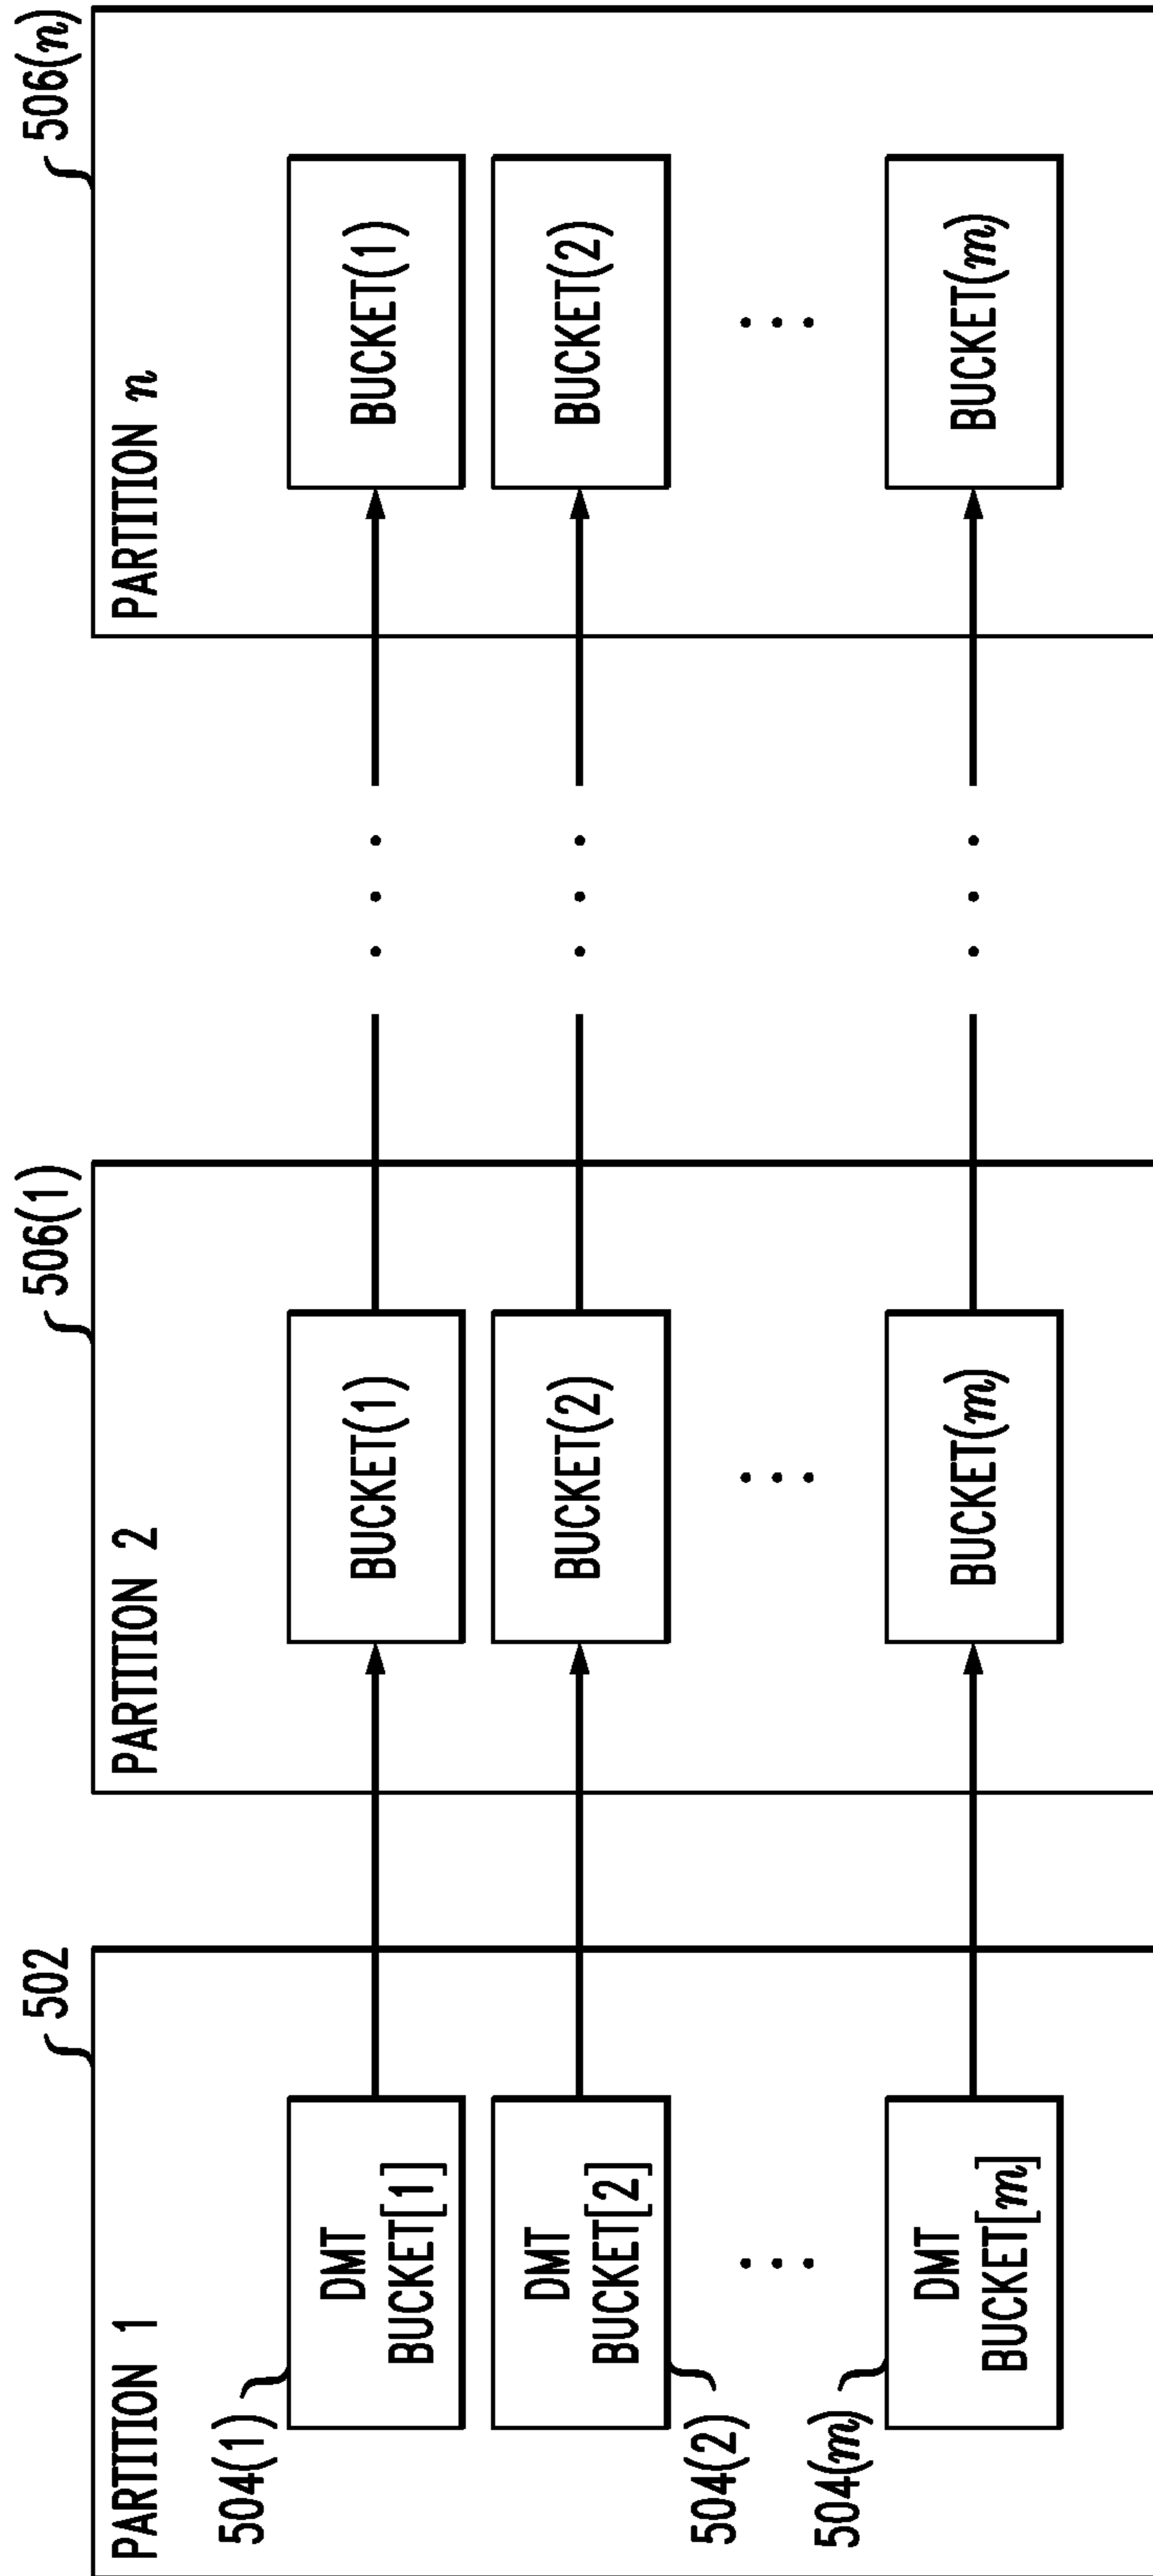 502
506(1)
506(n)
PARTITION 1
PARTITION 2
PARTITION n
504(1)
DMT
BUCKET[1]
BUCKET(1)
BUCKET(1)
DMT
BUCKET[2]
BUCKET(2)
BUCKET(2)
504(2)
. . .
. . .
. . .
504(m)
DMT
BUCKET[m]
BUCKET(m)
BUCKET(m)